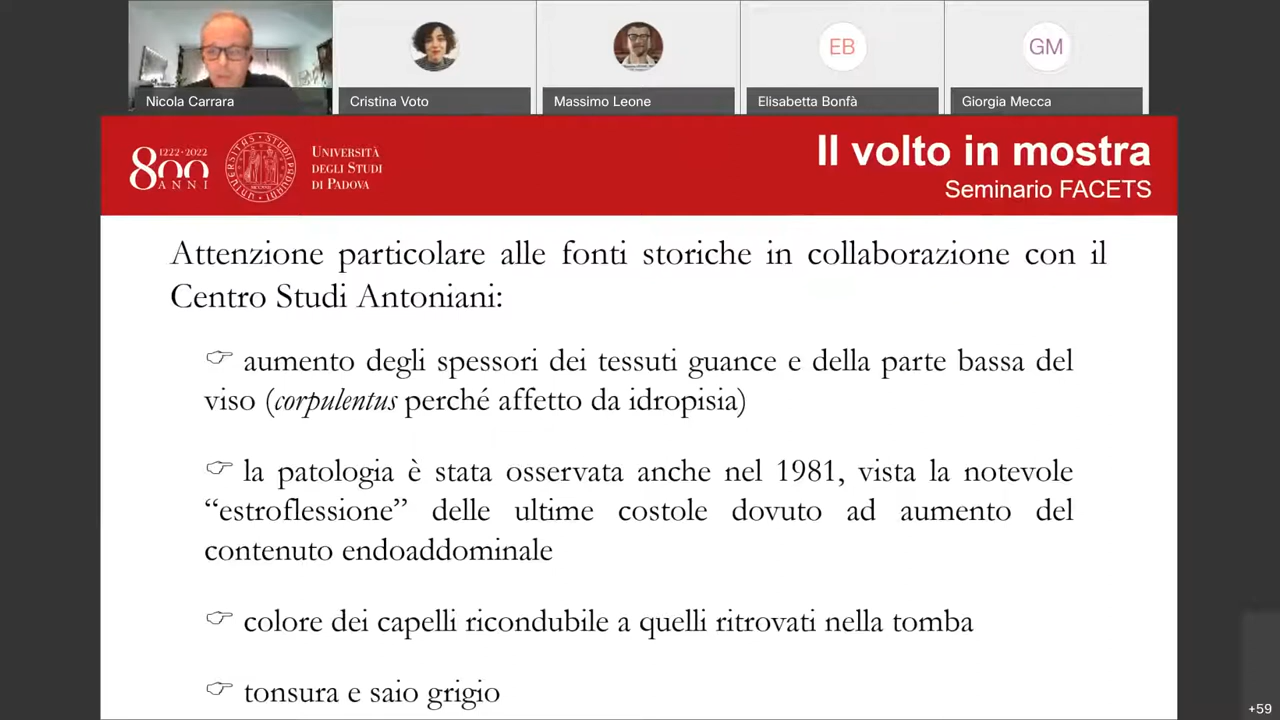 Nicola Carrara
Cristina Voto
Massimo Leone
EB
Elisabetta Bonfà
GM
Giorgia Mecca
1222·2022
800
ANNI
UNIVERSITÀ
DEGLI STUDI
DI PADOVA
Il volto in mostra
Seminario FACETS
Attenzione particolare alle fonti storiche in collaborazione con il
Centro Studi Antoniani:
☞ aumento degli spessori dei tessuti guance e della parte bassa del
viso (corpulentus perché affetto da idropisia)
☞ la patologia è stata osservata anche nel 1981, vista la notevole
“estroflessione” delle ultime costole dovuto ad aumento del
contenuto endoaddominale
☞ colore dei capelli ricondubile a quelli ritrovati nella tomba
☞ tonsura e saio grigio
+59